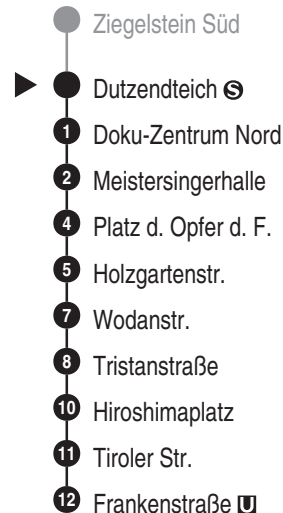 Ziegelstein Süd
Dutzendteich S
1 Doku-Zentrum Nord
2 Meistersingerhalle
4 Platz d. Opfer d. F.
5 Holzgartenstr.
7 Wodanstr.
8 Tristanstraße
10 Hiroshimaplatz
11 Tiroler Str.
12 Frankenstraße U